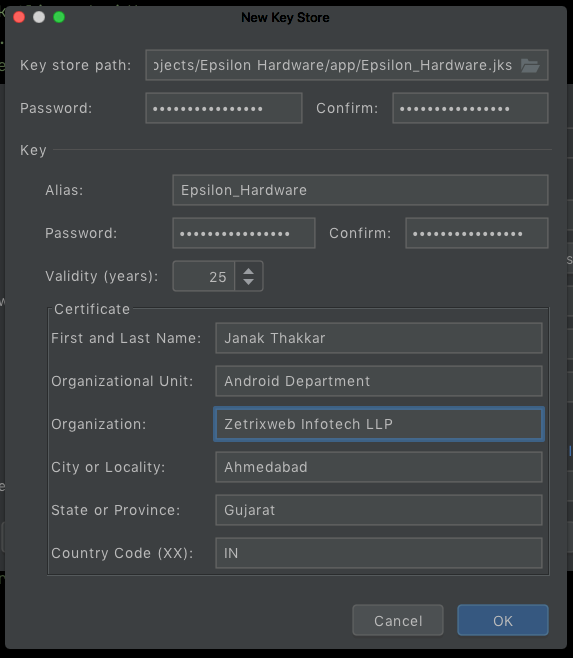 New Key Store
Key store path: ojects/Epsilon Hardware/app/Epsilon_Hardware.jks
Password: •••••••••••••••• Confirm: ••••••••••••••••
Key
Alias: Epsilon_Hardware
Password: •••••••••••••••• Confirm: ••••••••••••••••
Validity (years): 25
Certificate
First and Last Name: Janak Thakkar
Organizational Unit: Android Department
Organization: Zetrixweb Infotech LLP
City or Locality: Ahmedabad
State or Province: Gujarat
Country Code (XX): IN
Cancel OK